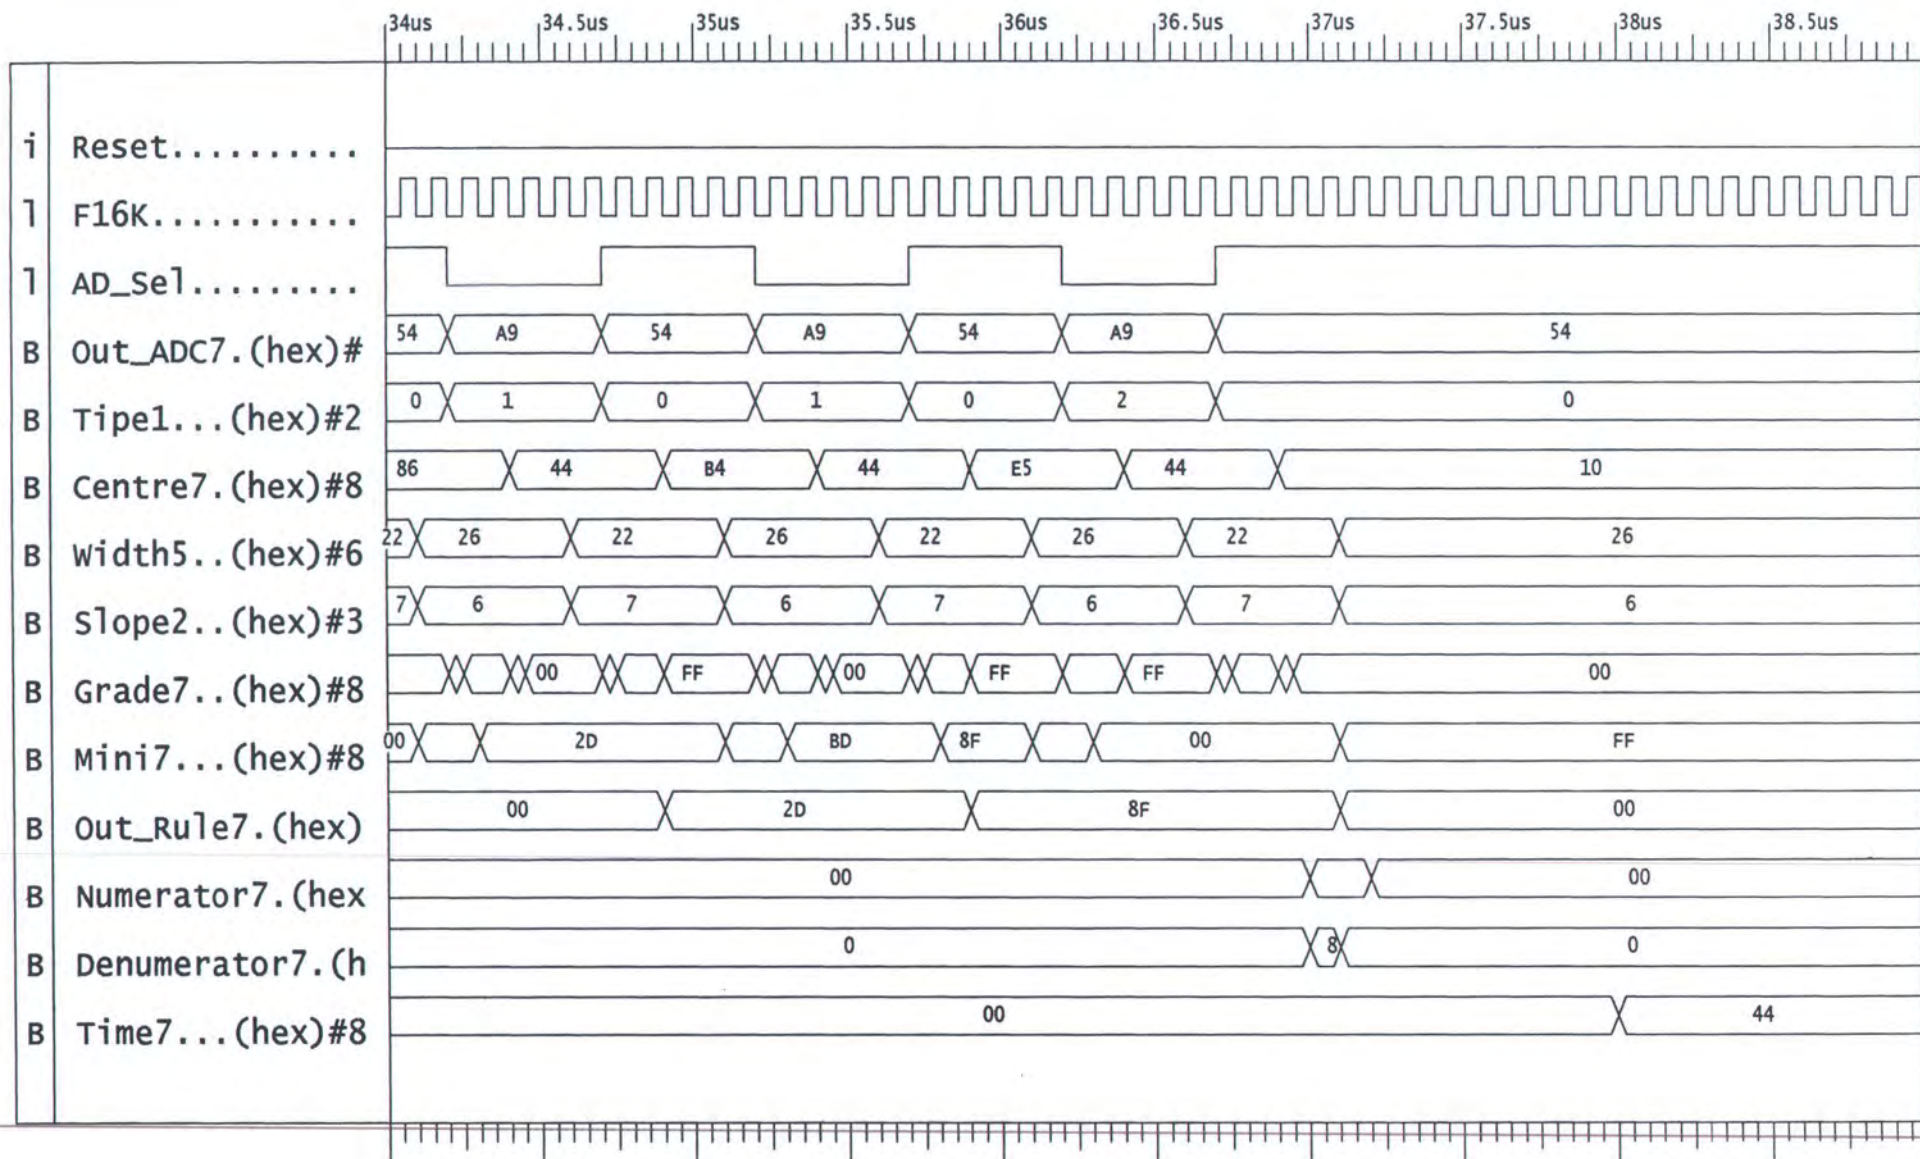 34us 34.5us 35us 35.5us 36us 36.5us 37us 37.5us 38us 38.5us
i Reset..........
l F16K...........
l AD_Sel.........
B Out_ADC7.(hex)# 54 A9 54 A9 54 A9 54
B Tipe1...(hex)#2 0 1 0 1 0 2 0
B Centre7.(hex)#8 86 44 B4 44 E5 44 10
B Width5..(hex)#6 22 26 22 26 22 26 22 26
B Slope2..(hex)#3 7 6 7 6 7 6 7 6
B Grade7..(hex)#8 00 FF 00 FF FF 00
B Mini7...(hex)#8 00 2D BD 8F 00 FF
B Out_Rule7.(hex) 00 2D 8F 00
B Numerator7.(hex 00 00
B Denumerator7.(h 0 8 0
B Time7...(hex)#8 00 44